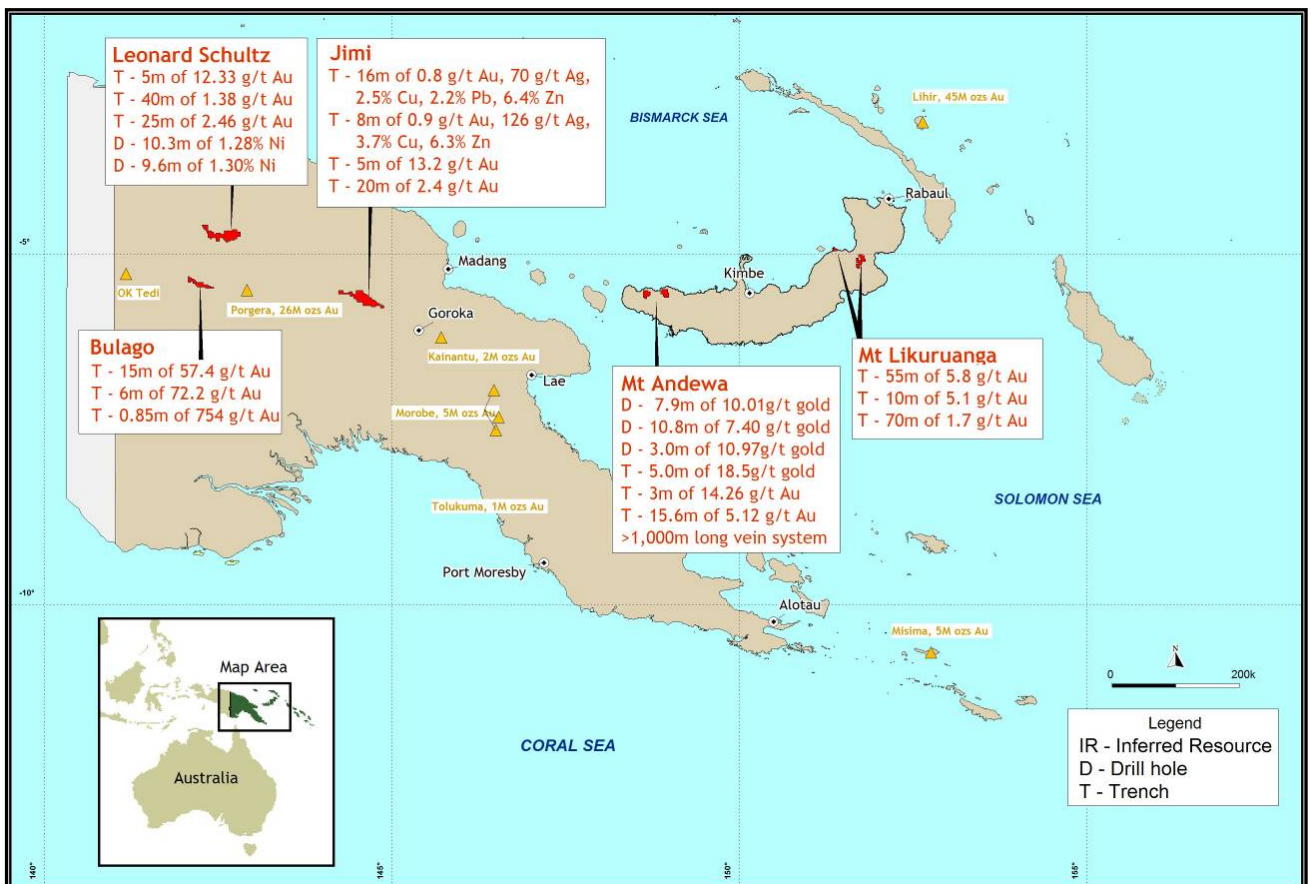 Leonard Schultz
T - 5m of 12.33 g/t Au
T - 40m of 1.38 g/t Au
T - 25m of 2.46 g/t Au
D - 10.3m of 1.28% Ni
D - 9.6m of 1.30% Ni
Jimi
T - 16m of 0.8 g/t Au, 70 g/t Ag,
2.5% Cu, 2.2% Pb, 6.4% Zn
T - 8m of 0.9 g/t Au, 126 g/t Ag,
3.7% Cu, 6.3% Zn
T - 5m of 13.2 g/t Au
T - 20m of 2.4 g/t Au
BISMARCK SEA
Lihir, 45M ozs Au
Rabaul
-5°
Madang
Kimbe
OK Tedi
Porgera, 26M ozs Au
Goroka
Kainantu, 2M ozs Au
Lae
Morobe, 5M ozs Au
Bulago
T - 15m of 57.4 g/t Au
T - 6m of 72.2 g/t Au
T - 0.85m of 754 g/t Au
Mt Andewa
D - 7.9m of 10.01g/t gold
D - 10.8m of 7.40 g/t gold
D - 3.0m of 10.97g/t gold
T - 5.0m of 18.5g/t gold
T - 3m of 14.26 g/t Au
T - 15.6m of 5.12 g/t Au
>1,000m long vein system
Mt Likuruanga
T - 55m of 5.8 g/t Au
T - 10m of 5.1 g/t Au
T - 70m of 1.7 g/t Au
SOLOMON SEA
Tolukuma, 1M ozs Au
Port Moresby
-10°
Alotau
Misima, 5M ozs Au
N
0 200k
Map Area
Australia
CORAL SEA
Legend
IR - Inferred Resource
D - Drill hole
T - Trench
140°
145°
150°
155°